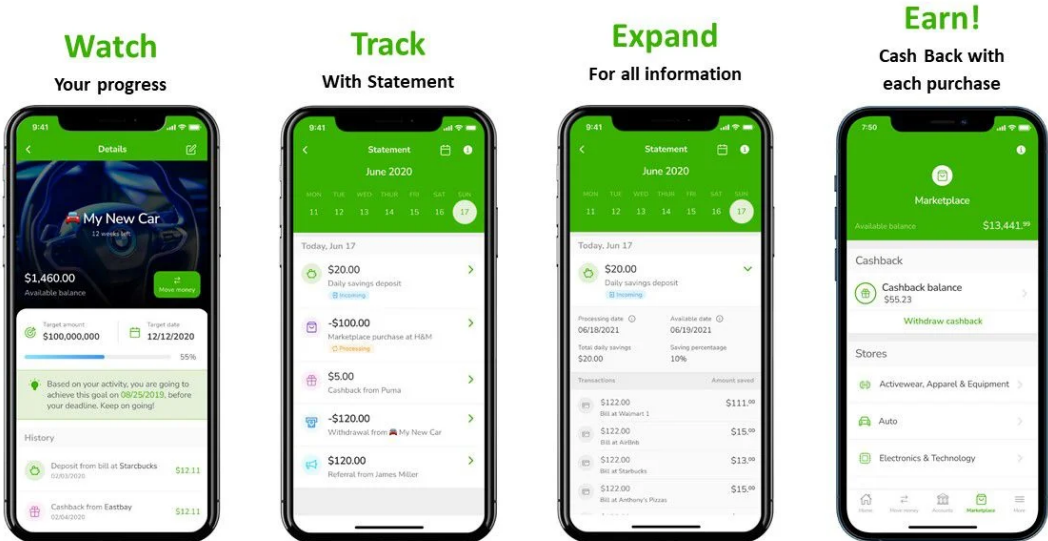 Watch
Your progress
9:41
Details
My New Car
12 weeks left
$1,460.00
Available balance
Move money
Target amount
$100,000,000
Target date
12/12/2020
55%
Based on your activity, you are going to
achieve this goal on 08/25/2019, before
your deadline. Keep on going!
History
Deposit from bill at Starcbucks
02/03/2020
$12.11
Cashback from Eastbay
02/04/2020
$12.11
Track
With Statement
9:41
Statement
June 2020
MON TUE WED THUR FRI SAT SUN
11 12 13 14 15 16 17
Today, Jun 17
$20.00
Daily savings deposit
Incoming
-$100.00
Marketplace purchase at H&M
Processing
$5.00
Cashback from Puma
-$120.00
Withdrawal from My New Car
$120.00
Referral from James Miller
Expand
For all information
9:41
Statement
June 2020
MON TUE WED THUR FRI SAT SUN
11 12 13 14 15 16 17
Today, Jun 17
$20.00
Daily savings deposit
Incoming
Processing date
06/18/2021
Available date
06/19/2021
Total daily savings
$20.00
Saving percentaage
10%
Transactions Amount saved
$122.00
Bill at Walmart 1
$111.00
$122.00
Bill at AirBnb
$15.00
$122.00
Bill at Starbucks
$13.00
$122.00
Bill at Anthony's Pizzas
$15.00
Earn!
Cash Back with
each purchase
7:50
Marketplace
Available balance
$13,441.99
Cashback
Cashback balance
$55.23
Withdraw cashback
Stores
Activewear, Apparel & Equipment
Auto
Electronics & Technology
Home Move money Accounts Marketplace More